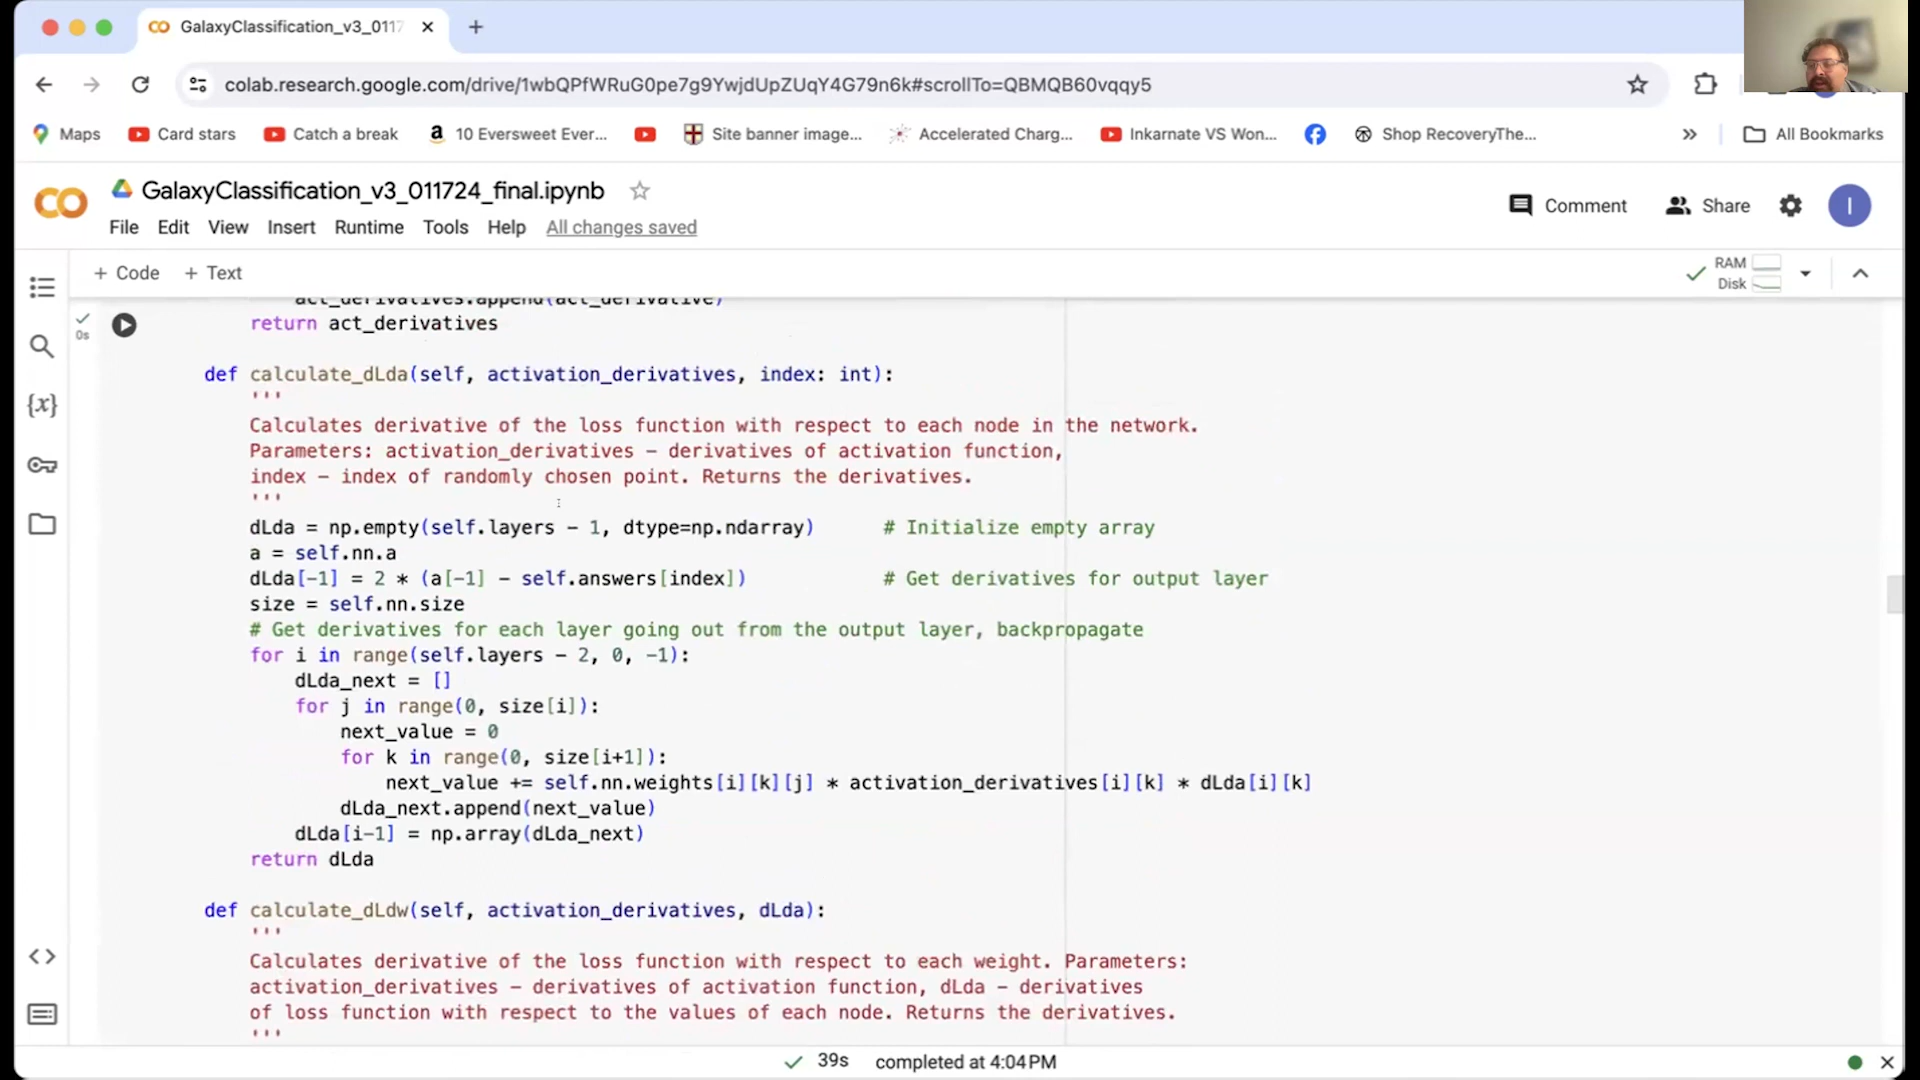 GalaxyClassification_v3_0117
colab.research.google.com/drive/1wbQPfWRuG0pe7g9YwjdUpZUqY4G79n6k#scrollTo=QBMQB60vqqy5
Maps Card stars Catch a break 10 Eversweet Ever... Site banner image... Accelerated Charg... Inkarnate VS Won... Shop RecoveryThe... » All Bookmarks
GalaxyClassification_v3_011724_final.ipynb
Comment Share I
File Edit View Insert Runtime Tools Help All changes saved
+ Code + Text
RAM
Disk
act_derivatives.append(act_derivative)
0s
return act_derivatives
def calculate_dLda(self, activation_derivatives, index: int):
'''
Calculates derivative of the loss function with respect to each node in the network.
Parameters: activation_derivatives – derivatives of activation function,
index – index of randomly chosen point. Returns the derivatives.
'''
dLda = np.empty(self.layers - 1, dtype=np.ndarray) # Initialize empty array
a = self.nn.a
dLda[-1] = 2 * (a[-1] - self.answers[index]) # Get derivatives for output layer
size = self.nn.size
# Get derivatives for each layer going out from the output layer, backpropagate
for i in range(self.layers - 2, 0, -1):
dLda_next = []
for j in range(0, size[i]):
next_value = 0
for k in range(0, size[i+1]):
next_value += self.nn.weights[i][k][j] * activation_derivatives[i][k] * dLda[i][k]
dLda_next.append(next_value)
dLda[i-1] = np.array(dLda_next)
return dLda
def calculate_dLdw(self, activation_derivatives, dLda):
'''
Calculates derivative of the loss function with respect to each weight. Parameters:
activation_derivatives – derivatives of activation function, dLda – derivatives
of loss function with respect to the values of each node. Returns the derivatives.
'''
39s completed at 4:04 PM